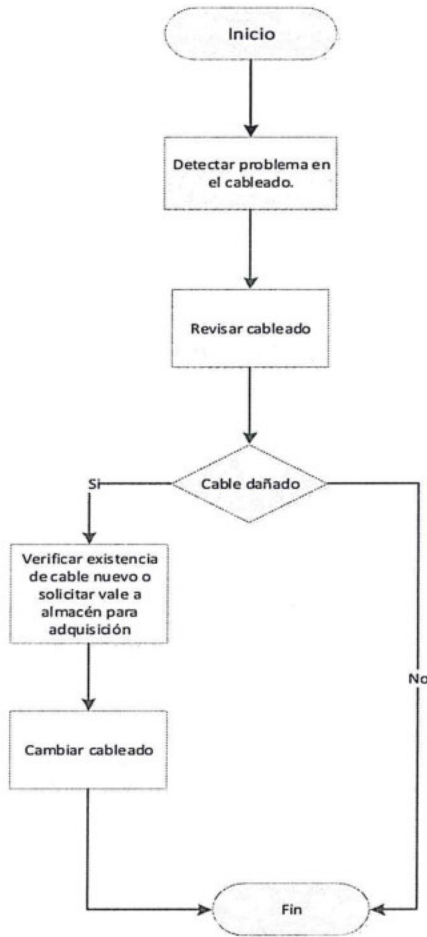 Inicio
Detectar problema en
el cableado.
Revisar cableado
Cable dañado
Si
Verificar existencia
de cable nuevo o
solicitar vale a
almacén para
adquisición
No
Cambiar cableado
Fin